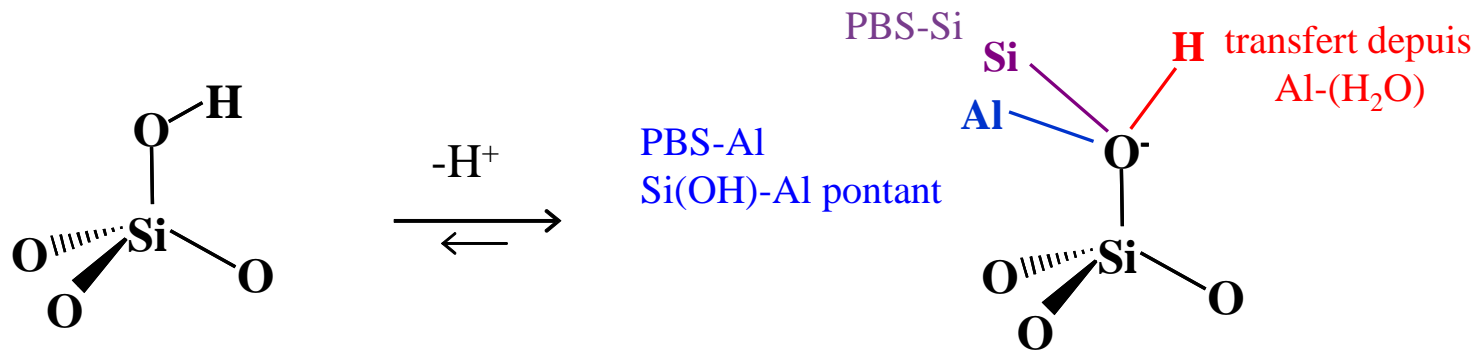 H
O
Si
O
O
O
-H⁺
PBS-Al
Si(OH)-Al pontant
PBS-Si
Si
Al
H transfert depuis
Al-(H₂O)
O⁻
Si
O
O
O